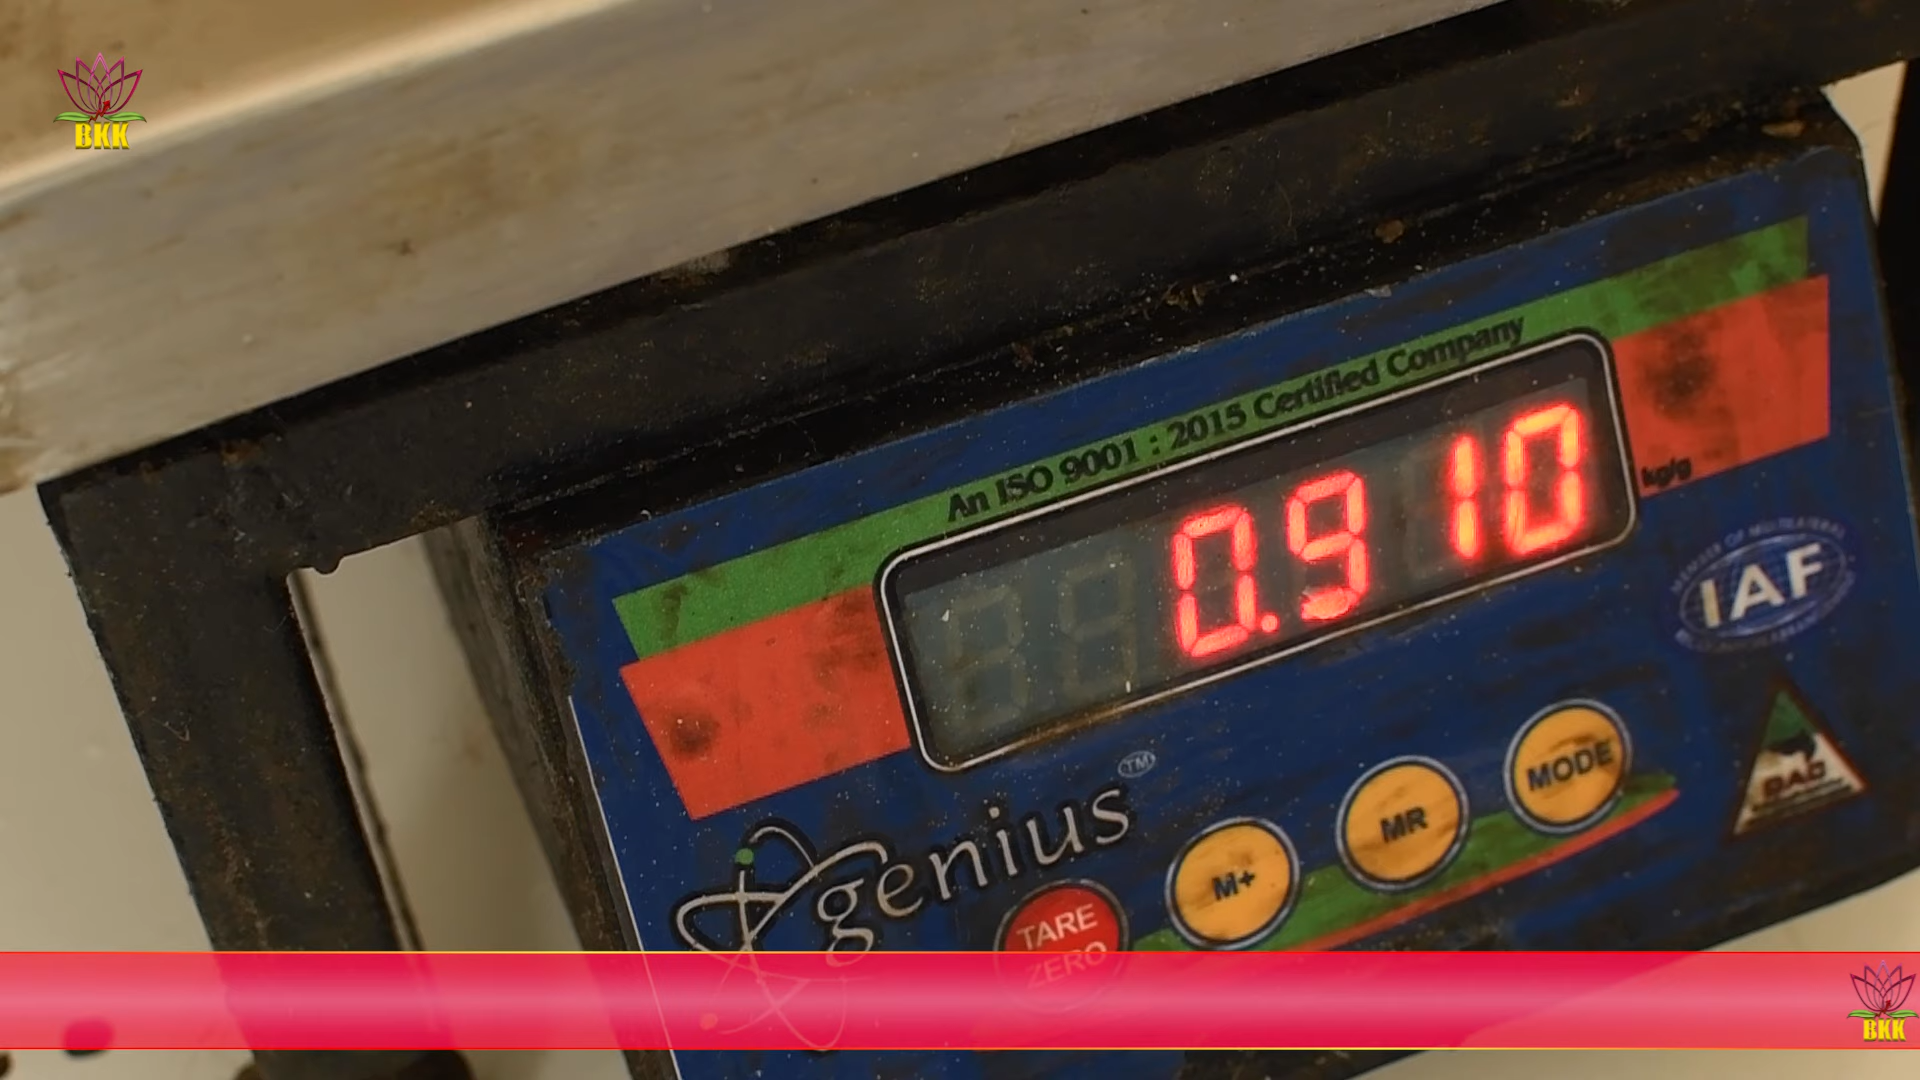 BKK
An ISO 9001 : 2015 Certified Company
0.910
kg/g
IAF
genius
TM
TARE
ZERO
M+
MR
MODE
BKK